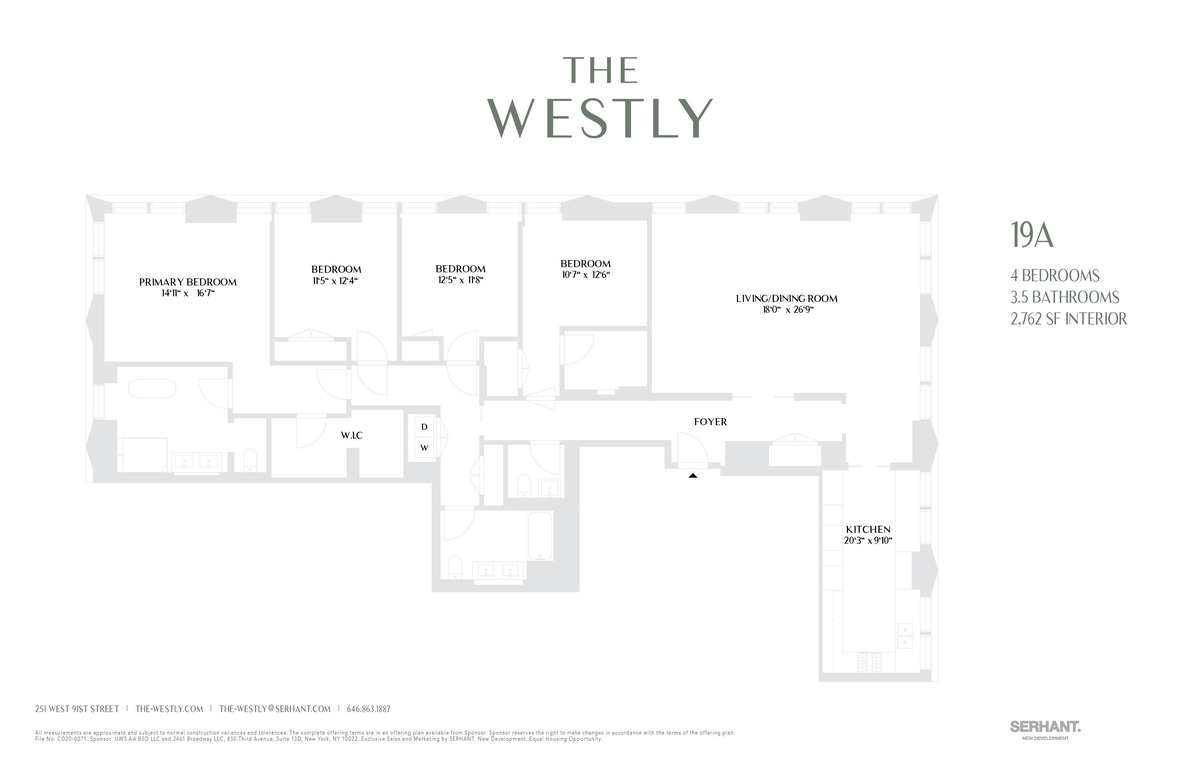 THE
WESTLY
19A
4 BEDROOMS
3.5 BATHROOMS
2,762 SF INTERIOR
PRIMARY BEDROOM
14'11" x 16'7"
BEDROOM
11'5" x 12'4"
BEDROOM
12'5" x 11'8"
BEDROOM
10'7" x 12'6"
LIVING/DINING ROOM
18'0" x 26'9"
FOYER
W.I.C
D
W
KITCHEN
20'3" x 9'10"
251 WEST 91ST STREET | THE-WESTLY.COM | THE-WESTLY@SERHANT.COM | 646.863.1887
All measurements are approximate and subject to normal construction variances and tolerances. The complete offering terms are in an offering plan available from Sponsor. Sponsor reserves the right to make changes in accordance with the terms of the offering plan.
File No: CD20-0071. Sponsor: UWS AA BSD LLC and 2461 Broadway LLC, 850 Third Avenue, Suite 13D, New York, NY 10022. Exclusive Sales and Marketing by SERHANT. New Development. Equal Housing Opportunity.
SERHANT.
NEW DEVELOPMENT